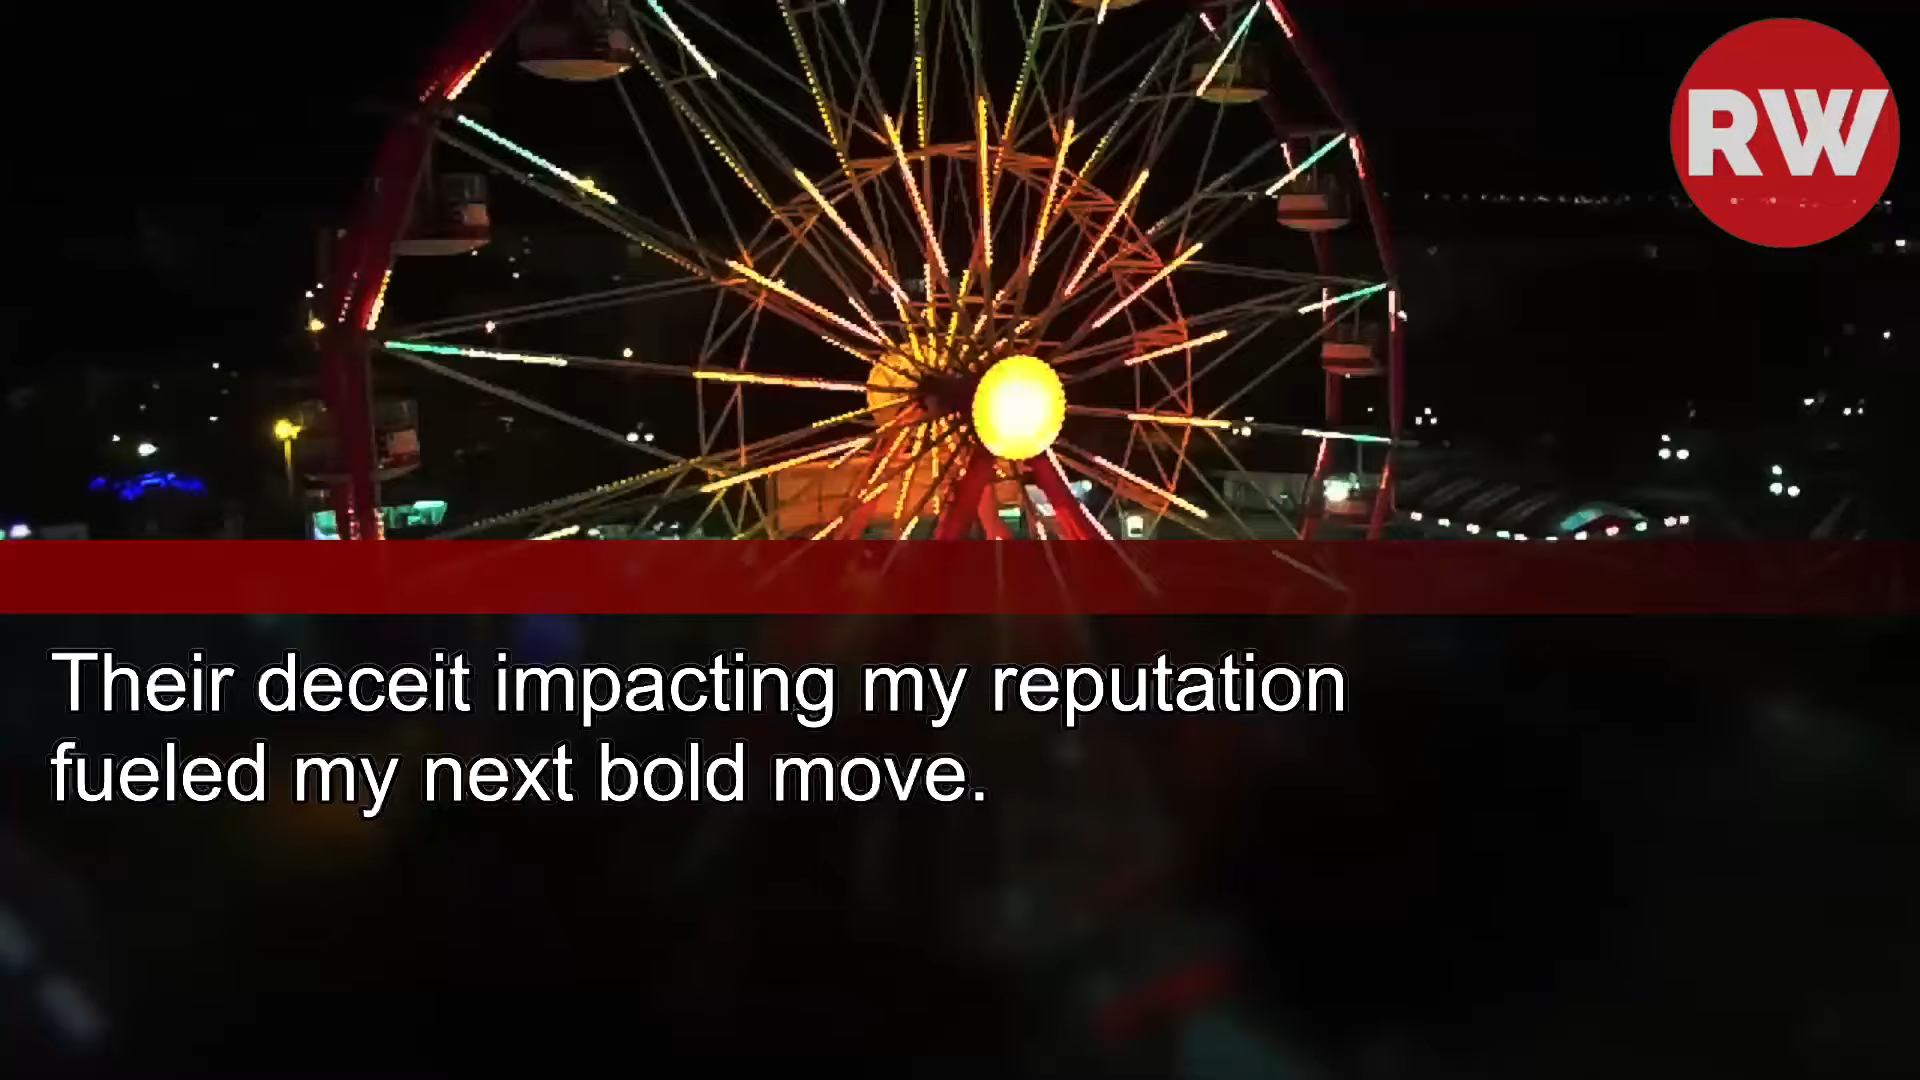 RW
Their deceit impacting my reputation
fueled my next bold move.